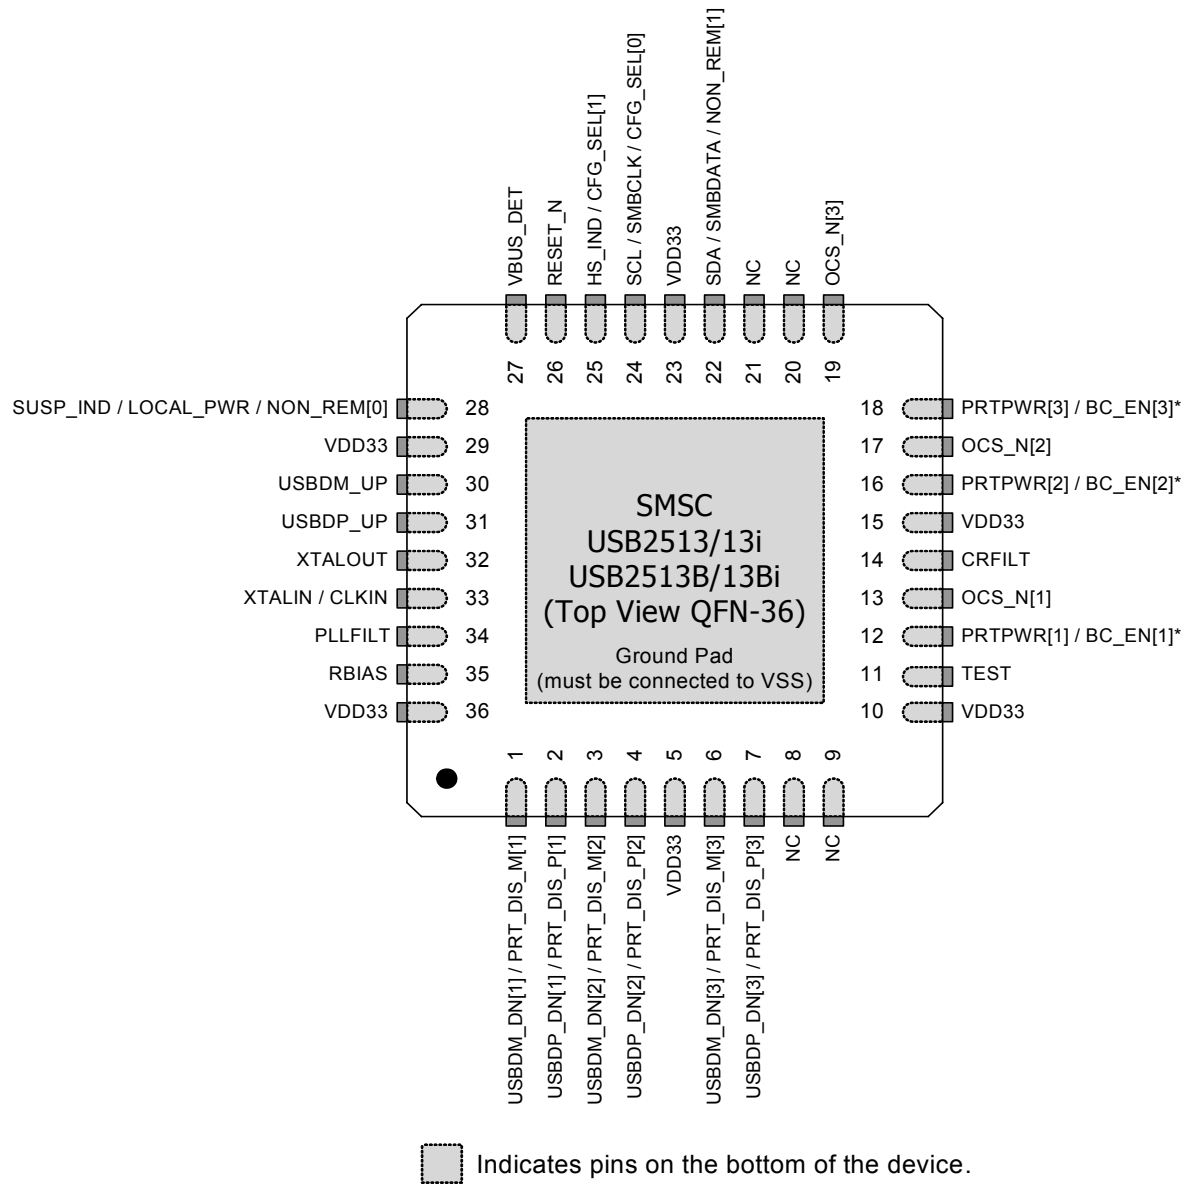 VBUS_DET
RESET_N
HS_IND / CFG_SEL[1]
SCL / SMBCLK / CFG_SEL[0]
VDD33
SDA / SMBDATA / NON_REM[1]
NC
NC
OCS_N[3]
27
26
25
24
23
22
21
20
19
SUSP_IND / LOCAL_PWR / NON_REM[0] 28
VDD33 29
USBDM_UP 30
USBDP_UP 31
XTALOUT 32
XTALIN / CLKIN 33
PLLFILT 34
RBIAS 35
VDD33 36
SMSC
USB2513/13i
USB2513B/13Bi
(Top View QFN-36)
Ground Pad
(must be connected to VSS)
18 PRTPWR[3] / BC_EN[3]*
17 OCS_N[2]
16 PRTPWR[2] / BC_EN[2]*
15 VDD33
14 CRFILT
13 OCS_N[1]
12 PRTPWR[1] / BC_EN[1]*
11 TEST
10 VDD33
1
2
3
4
5
6
7
8
9
USBDM_DN[1] / PRT_DIS_M[1]
USBDP_DN[1] / PRT_DIS_P[1]
USBDM_DN[2] / PRT_DIS_M[2]
USBDP_DN[2] / PRT_DIS_P[2]
VDD33
USBDM_DN[3] / PRT_DIS_M[3]
USBDP_DN[3] / PRT_DIS_P[3]
NC
NC
Indicates pins on the bottom of the device.